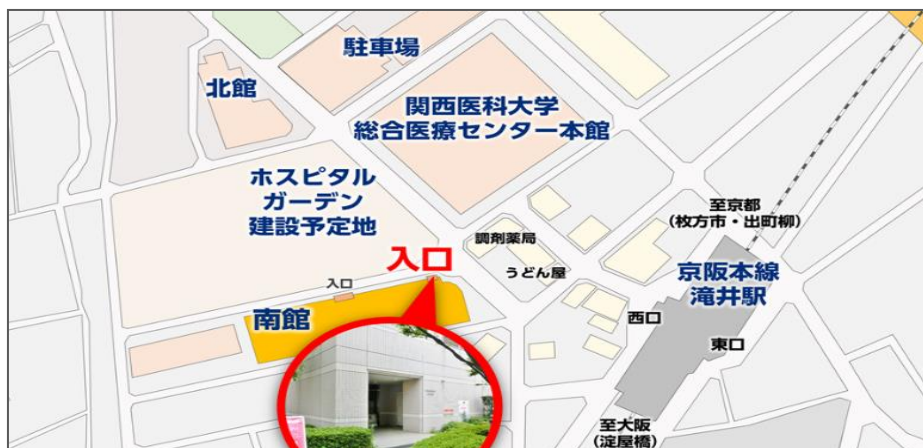 駐車場
北館
関西医科大学
総合医療センター本館
ホスピタル
ガーデン
建設予定地
至京都
(枚方市・出町柳)
調剤薬局
入口
うどん屋
京阪本線
滝井駅
入口
南館
西口
東口
至大阪
(淀屋橋)